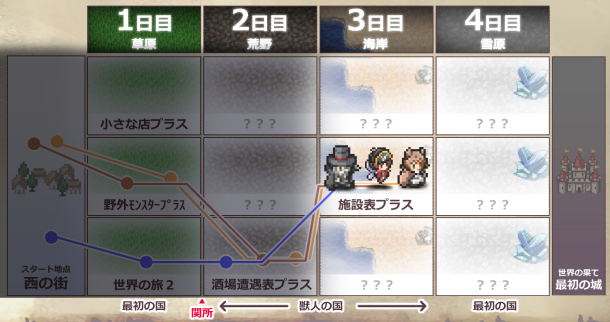 1日目
草原
2日目
荒野
3日目
海岸
4日目
雪原
小さな店プラス
？？？
？？？
？？？
野外ﾓﾝｽﾀｰﾌﾟﾗｽ
？？？
施設表プラス
？？？
スタート地点
西の街
世界の旅２
酒場遭遇表プラス
？？？
？？？
世界の果て
最初の城
最初の国
関所
獣人の国
最初の国